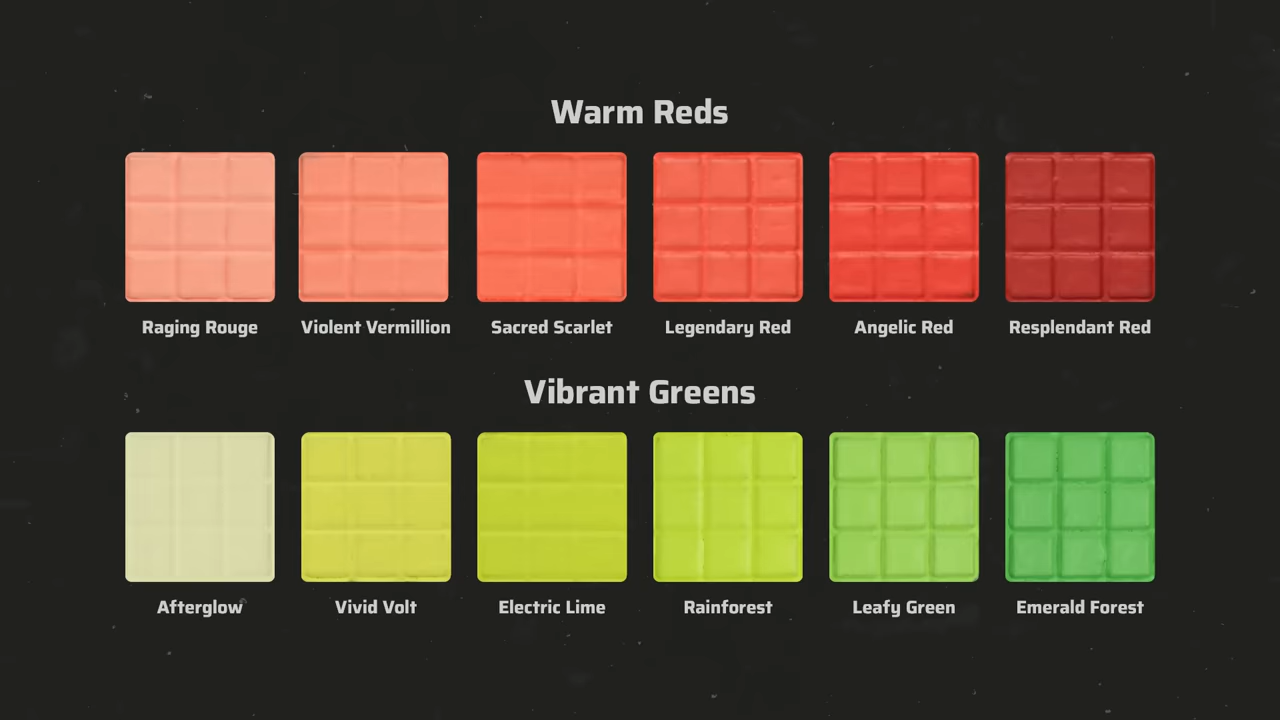 Warm Reds
Raging Rouge
Violent Vermillion
Sacred Scarlet
Legendary Red
Angelic Red
Resplendant Red
Vibrant Greens
Afterglow
Vivid Volt
Electric Lime
Rainforest
Leafy Green
Emerald Forest